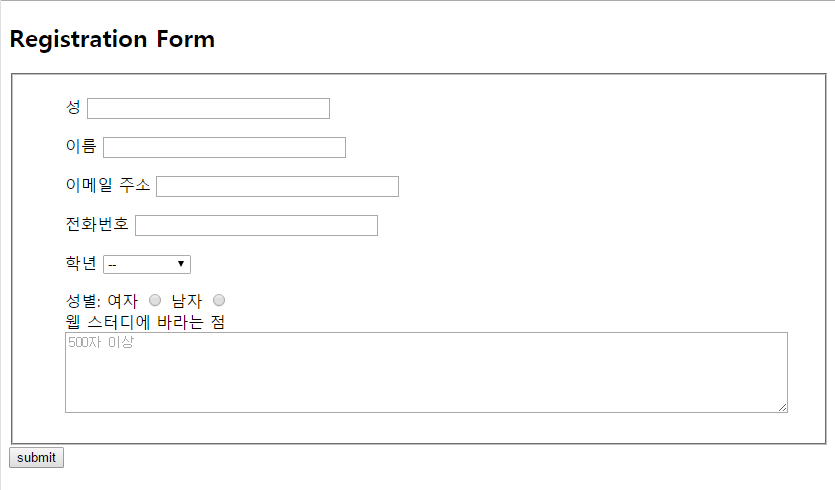 Registration Form
성
이름
이메일 주소
전화번호
학년 --
성별: 여자 남자
웹 스터디에 바라는 점
500자 이상
submit